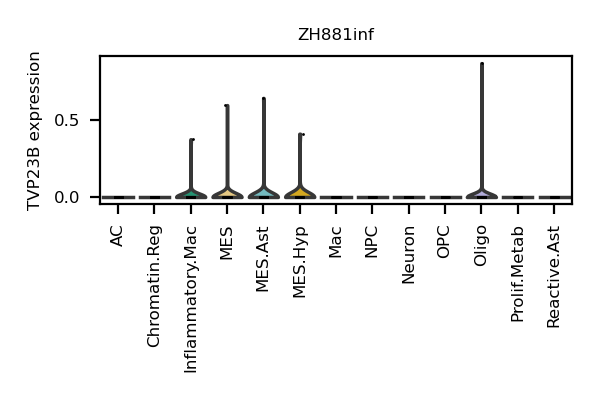 ZH881inf
TVP23B expression
0.5
0.0
AC
Chromatin.Reg
Inflammatory.Mac
MES
MES.Ast
MES.Hyp
Mac
NPC
Neuron
OPC
Oligo
Prolif.Metab
Reactive.Ast